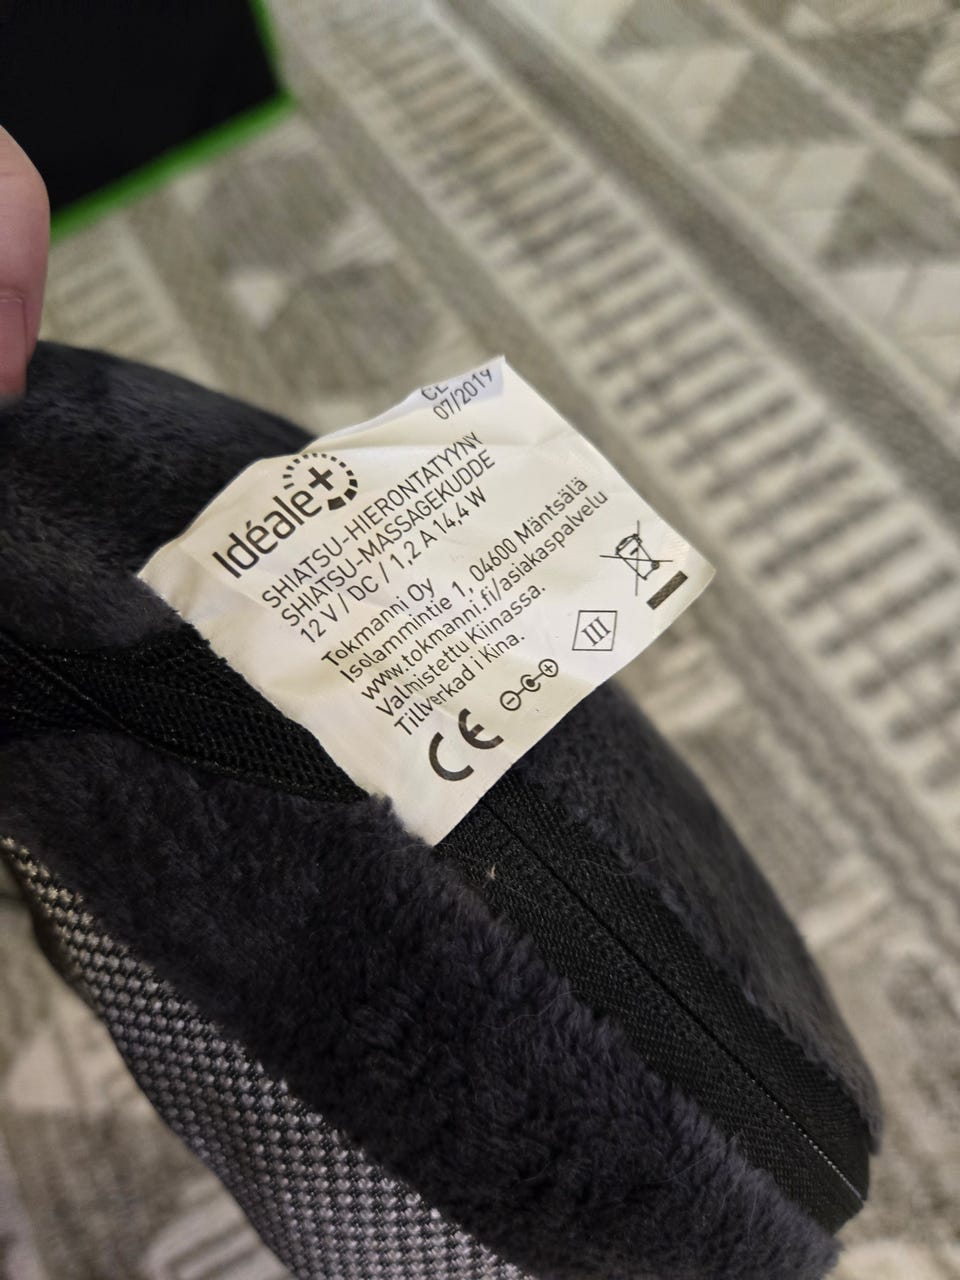 CE
07/2019
Idéale+
SHIATSU-HIERONTATYYNY
SHIATSU-MASSAGEKUDDE
12 V / DC / 1,2 A 14,4 W
Tokmanni Oy
Isolammintie 1, 04600 Mäntsälä
www.tokmanni.fi/asiakaspalvelu
Valmistettu Kiinassa.
Tillverkad i Kina.
III
CE